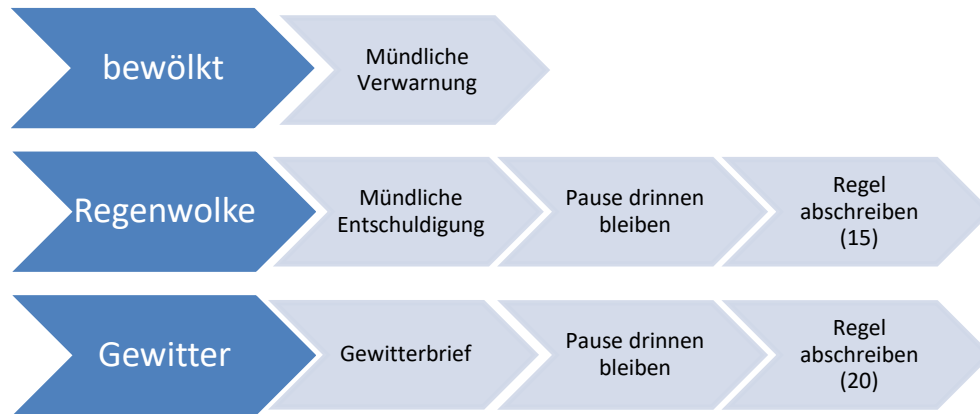 bewölkt
Mündliche
Verwarnung
Regenwolke
Mündliche
Entschuldigung
Pause drinnen
bleiben
Regel
abschreiben
(15)
Gewitter
Gewitterbrief
Pause drinnen
bleiben
Regel
abschreiben
(20)